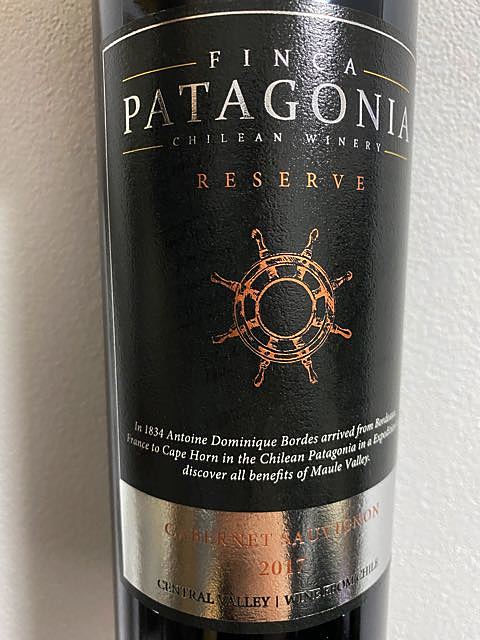 FINCA
PATAGONIA
CHILEAN WINERY
RESERVE
In 1834 Antoine Dominique Bordes arrived from Bordeaux,
France to Cape Horn in the Chilean Patagonia in a Expedition
discover all benefits of Maule Valley.
CABERNET SAUVIGNON
2017
CENTRAL VALLEY | WINE FROM CHILE